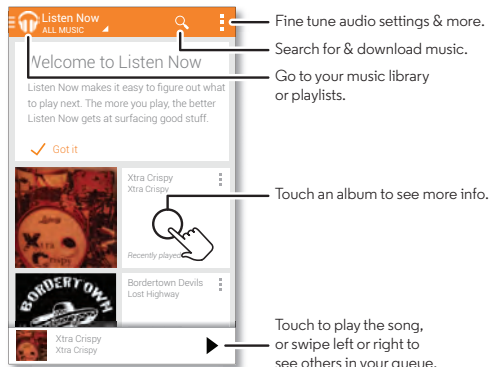 Listen Now
ALL MUSIC
Fine tune audio settings & more.
Search for & download music.
Go to your music library
or playlists.
Welcome to Listen Now
Listen Now makes it easy to figure out what
to play next. The more you play, the better
Listen Now gets at surfacing good stuff.
Got it
Xtra Crispy
Xtra Crispy
Recently played
Xtra
Crispy
Touch an album to see more info.
Bordertown Devils
Lost Highway
BORDERTOWN
Xtra Crispy
Xtra Crispy
Touch to play the song,
or swipe left or right to
see others in your queue.